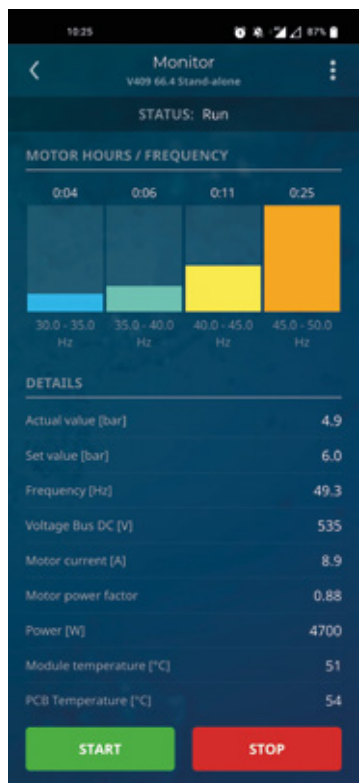 10:25
87%
Monitor
V409 66.4 Stand-alone
STATUS: Run
MOTOR HOURS / FREQUENCY
0:04 0:06 0:11 0:25
30.0 - 35.0 35.0 - 40.0 40.0 - 45.0 45.0 - 50.0
Hz Hz Hz Hz
DETAILS
Actual value [bar] 4.9
Set value [bar] 6.0
Frequency [Hz] 49.3
Voltage Bus DC [V] 535
Motor current [A] 8.9
Motor power factor 0.88
Power [W] 4700
Module temperature [°C] 51
PCB Temperature [°C] 54
START STOP